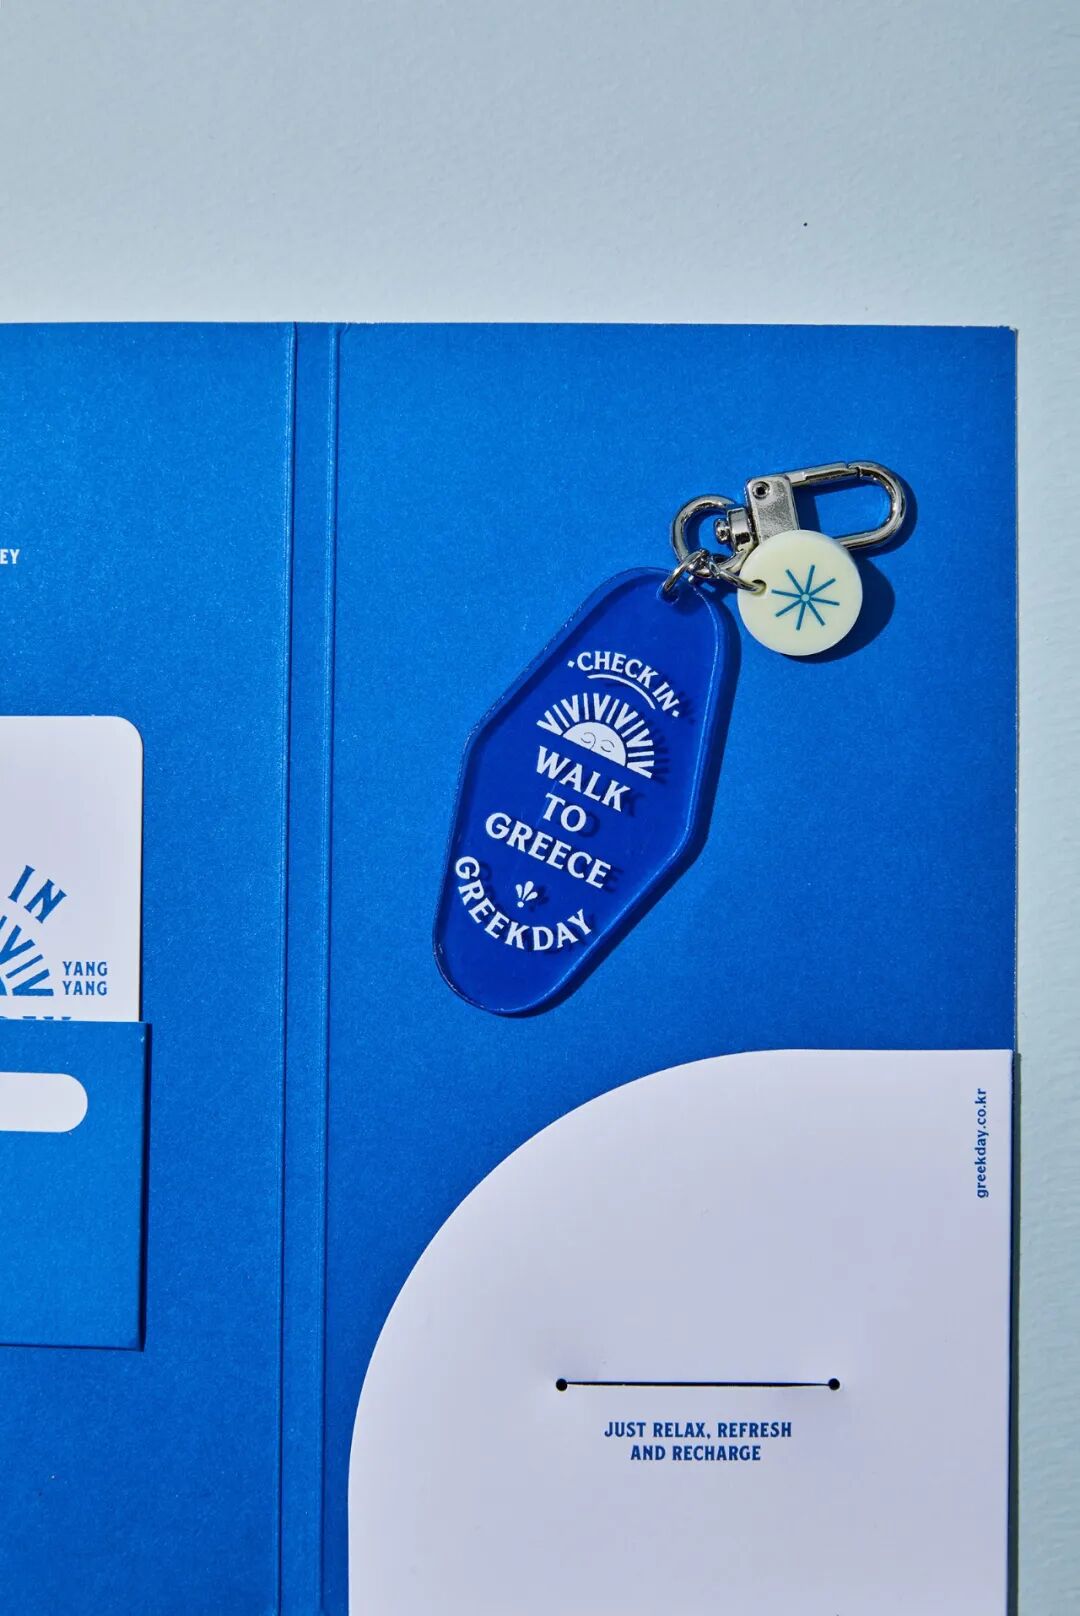 EY
IN
YANG
YANG
·CHECK IN·
WALK
TO
GREECE
GREEKDAY
greekday.co.kr
JUST RELAX, REFRESH
AND RECHARGE